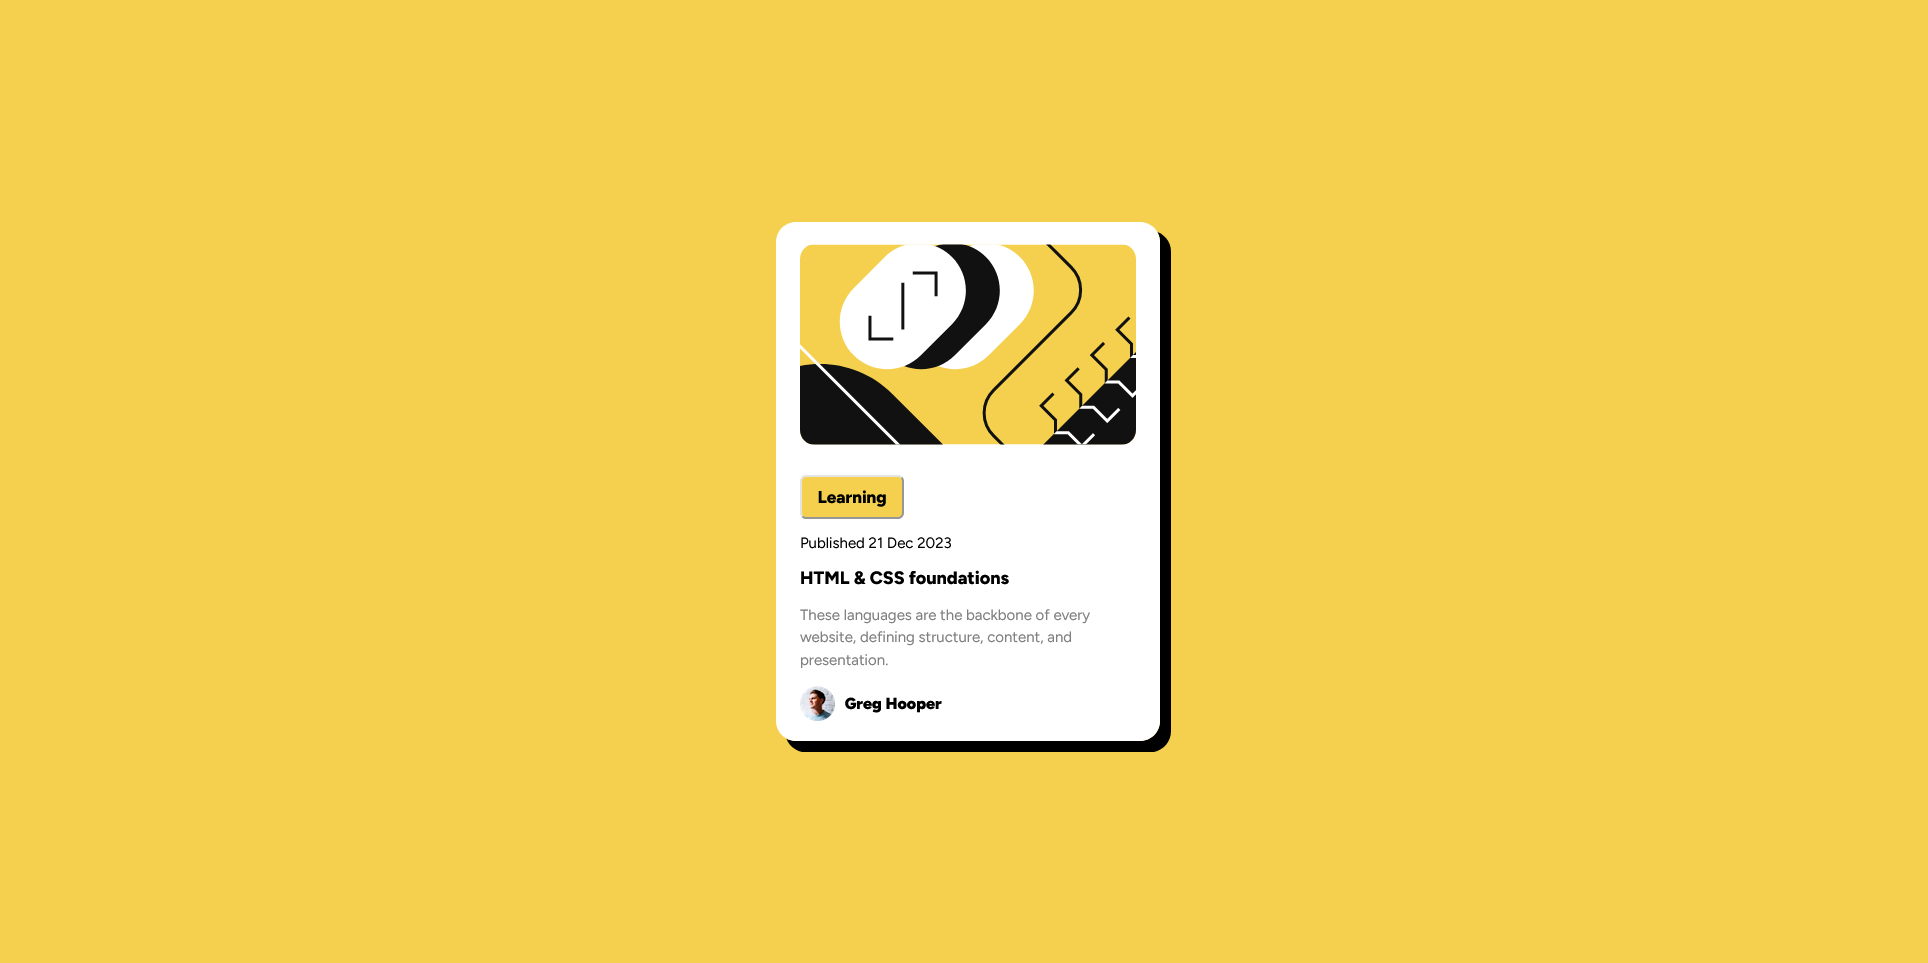 Learning
Published 21 Dec 2023
HTML & CSS foundations
These languages are the backbone of every
website, defining structure, content, and
presentation.
Greg Hooper